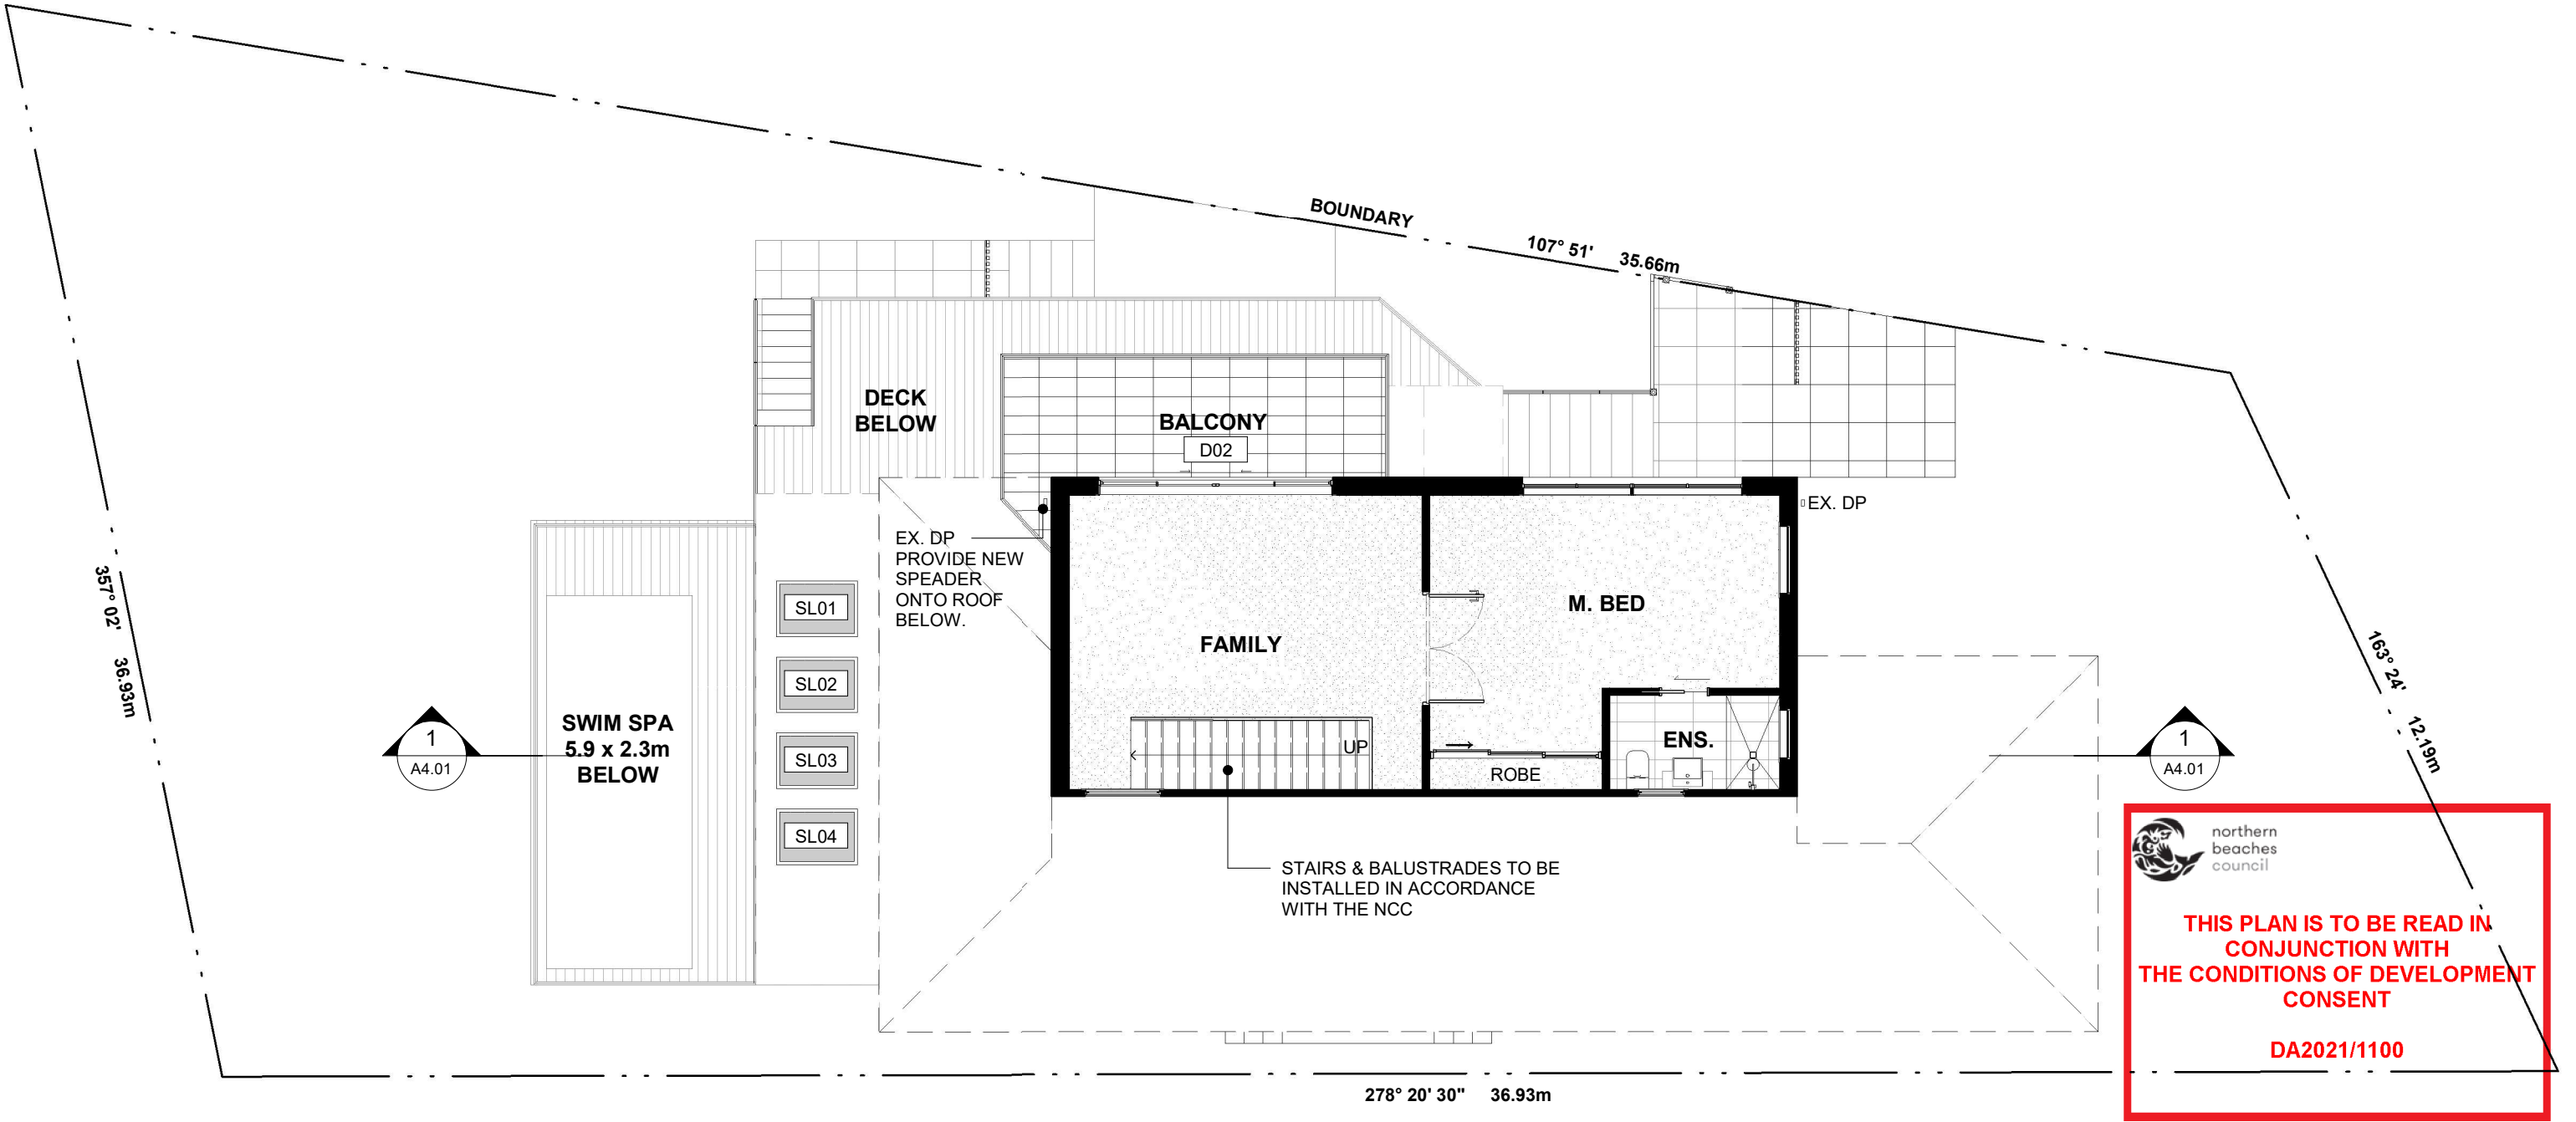 BOUNDARY
107° 51'
35.66m
DECK
BELOW
BALCONY
D02
EX. DP
EX. DP
PROVIDE NEW
SPEADER
ONTO ROOF
BELOW.
SL01
SL02
SL03
SL04
FAMILY
M. BED
UP
ROBE
ENS.
357° 02'
36.93m
SWIM SPA
5.9 x 2.3m
BELOW
1
A4.01
1
A4.01
163° 24'
12.19m
STAIRS & BALUSTRADES TO BE
INSTALLED IN ACCORDANCE
WITH THE NCC
northern
beaches
council
THIS PLAN IS TO BE READ IN
CONJUNCTION WITH
THE CONDITIONS OF DEVELOPMENT
CONSENT
DA2021/1100
278° 20' 30" 36.93m